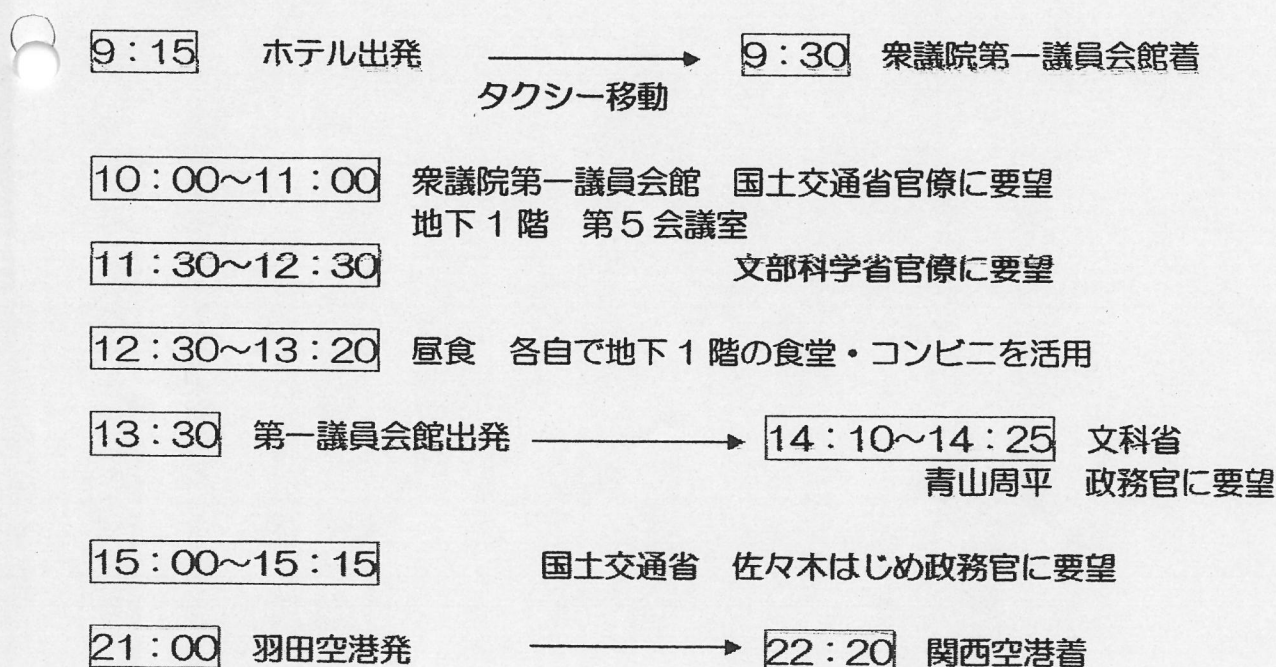 9：15 ホテル出発 → 9：30 衆議院第一議員会館着
タクシー移動
10：00～11：00 衆議院第一議員会館 国土交通省官僚に要望
地下1階 第5会議室
11：30～12：30 文部科学省官僚に要望
12：30～13：20 昼食 各自で地下1階の食堂・コンビニを活用
13：30 第一議員会館出発 → 14：10～14：25 文科省
青山周平 政務官に要望
15：00～15：15 国土交通省 佐々木はじめ政務官に要望
21：00 羽田空港発 → 22：20 関西空港着